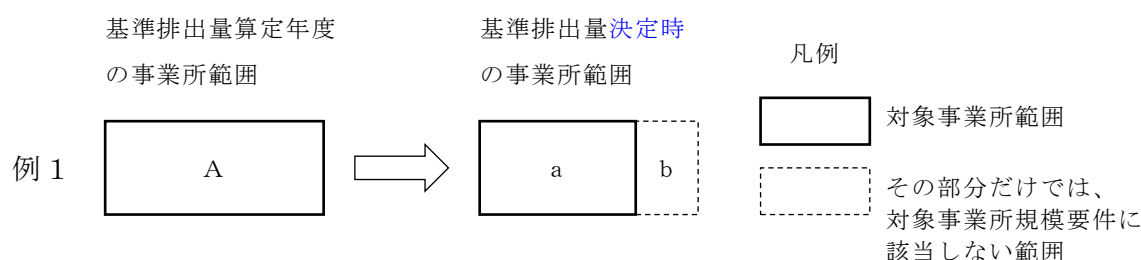 基準排出量算定年度
の事業所範囲
基準排出量決定時
の事業所範囲
凡例
例1
A
a
b
対象事業所範囲
その部分だけでは、
対象事業所規模要件に
該当しない範囲